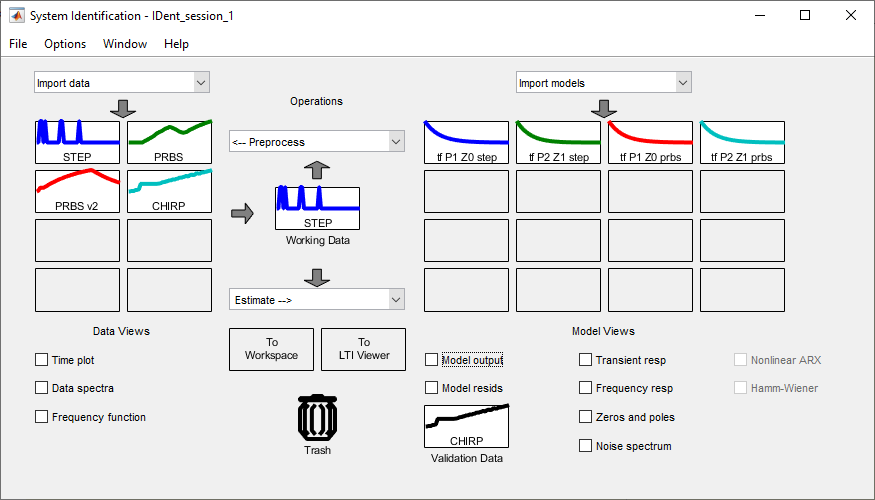 System Identification - IDent_session_1
File Options Window Help
Import data
Import models
Operations
<-- Preprocess
STEP
PRBS
tf P1 Z0 step
tf P2 Z1 step
tf P1 Z0 prbs
tf P2 Z1 prbs
PRBS v2
CHIRP
STEP
Working Data
Estimate -->
Data Views
Time plot
Data spectra
Frequency function
To
Workspace
To
LTI Viewer
Trash
Model Views
Model output
Model resids
CHIRP
Validation Data
Transient resp
Frequency resp
Zeros and poles
Noise spectrum
Nonlinear ARX
Hamm-Wiener